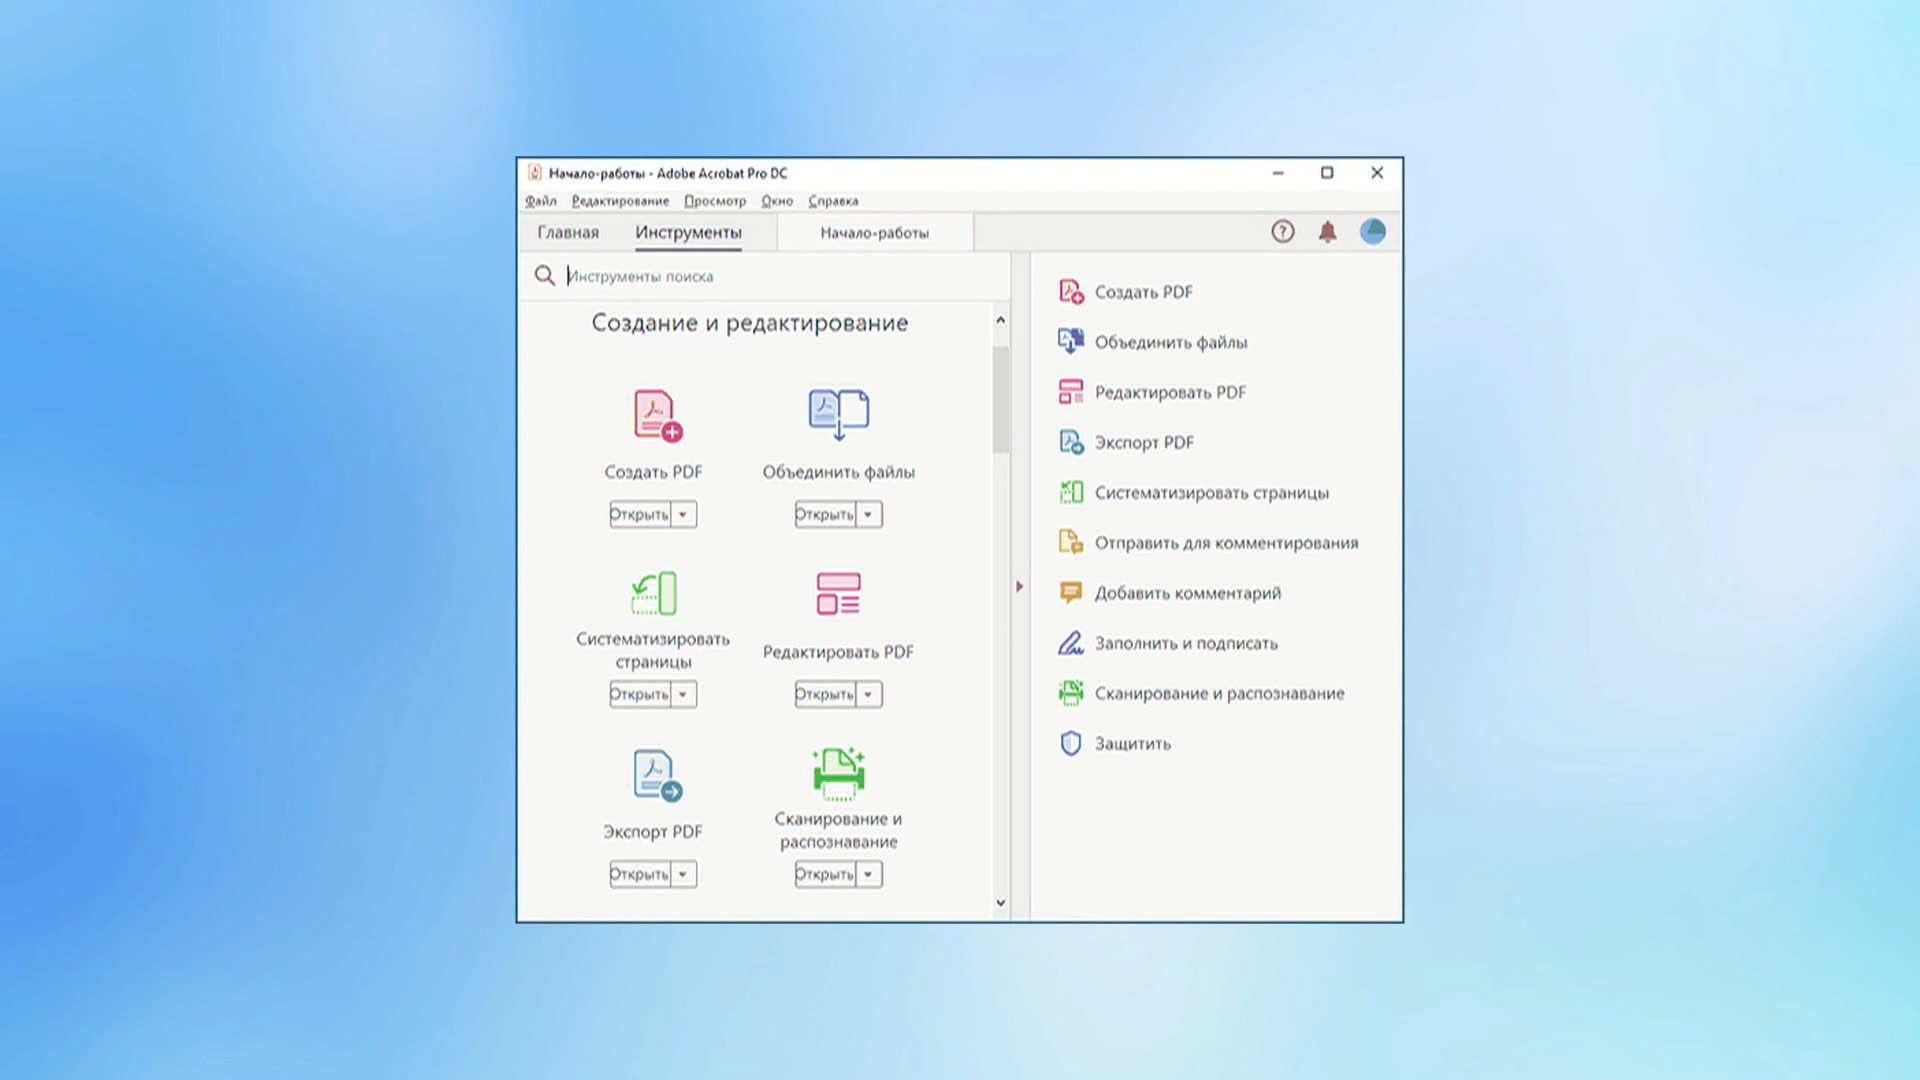 Начало-работы - Adobe Acrobat Pro DC
Файл Редактирование Просмотр Окно Справка
Главная Инструменты Начало-работы
Инструменты поиска
Создание и редактирование
Создать PDF
Открыть
Объединить файлы
Открыть
Систематизировать
страницы
Открыть
Редактировать PDF
Открыть
Экспорт PDF
Открыть
Сканирование и
распознавание
Открыть
Создать PDF
Объединить файлы
Редактировать PDF
Экспорт PDF
Систематизировать страницы
Отправить для комментирования
Добавить комментарий
Заполнить и подписать
Сканирование и распознавание
Защитить